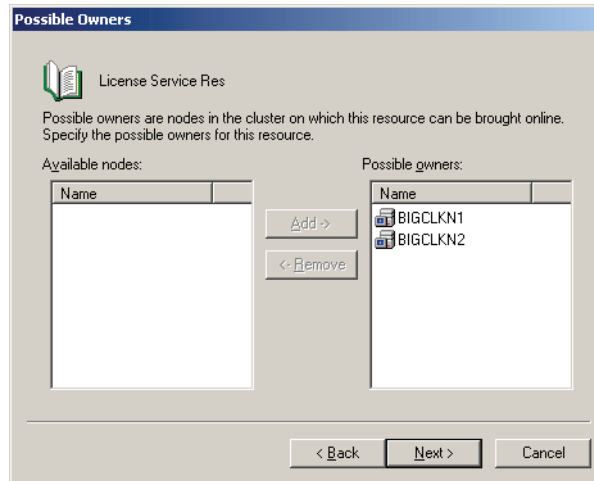 Possible Owners
License Service Res
Possible owners are nodes in the cluster on which this resource can be brought online.
Specify the possible owners for this resource.
Available nodes:
Possible owners:
Name
Name
BIGCLKN1
BIGCLKN2
Add ->
<- Remove
< Back
Next >
Cancel